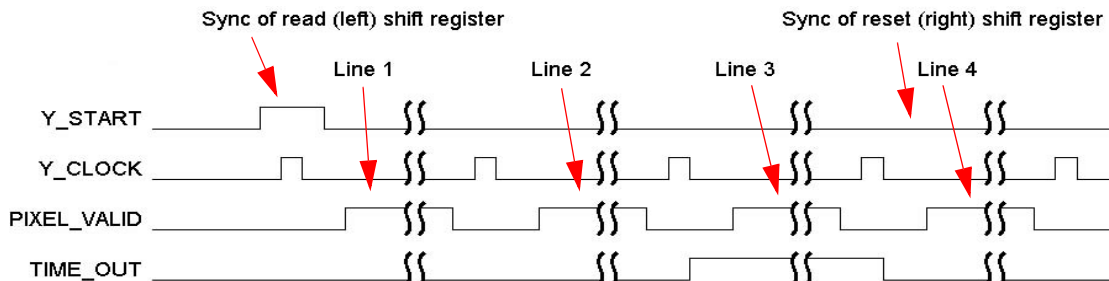 Sync of read (left) shift register
Sync of reset (right) shift register
Line 1
Line 2
Line 3
Line 4
Y_START
Y_CLOCK
PIXEL_VALID
TIME_OUT